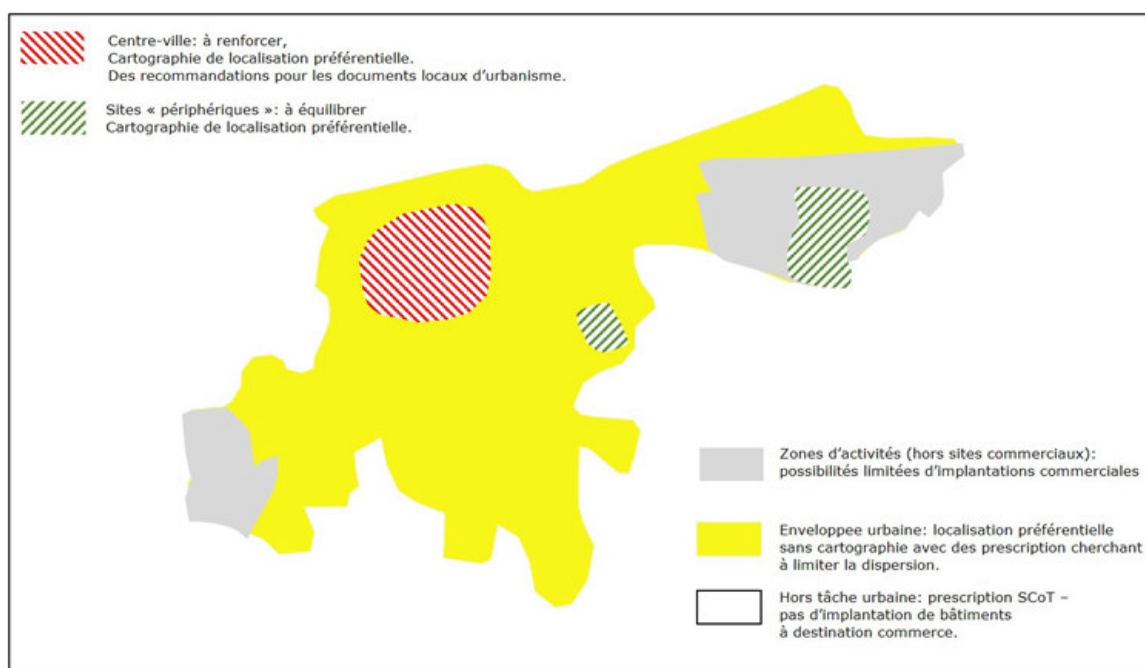 Centre-ville: à renforcer,
Cartographie de localisation préférentielle.
Des recommandations pour les documents locaux d'urbanisme.
Sites « périphériques »: à équilibrer
Cartographie de localisation préférentielle.
Zones d'activités (hors sites commerciaux):
possibilités limitées d'implantations commerciales
Enveloppee urbaine: localisation préférentielle
sans cartographie avec des prescription cherchant
à limiter la dispersion.
Hors tâche urbaine: prescription SCoT –
pas d'implantation de bâtiments
à destination commerce.